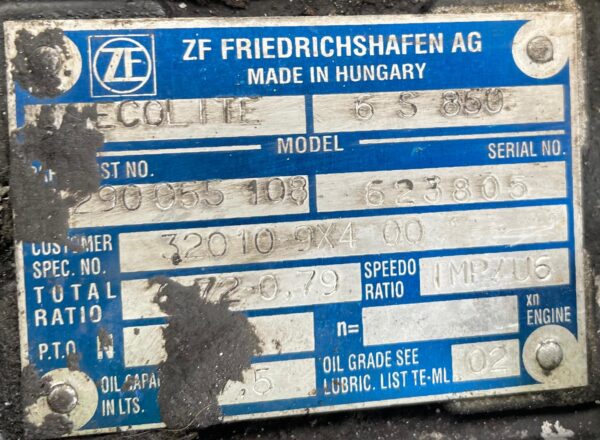 ZF
ZF FRIEDRICHSHAFEN AG
MADE IN HUNGARY
ECOLITE 6 S 850
MODEL
SERIAL NO.
NO.
290 055 108 623805
CUSTOMER
SPEC. NO.
32010 9X4 00
TOTAL
RATIO
72-0.79
SPEEDO
RATIO
IMP/U6
P.T.O. N
n=
xn
ENGINE
OIL
IN LTS.
.5
OIL GRADE SEE
LUBRIC. LIST TE-ML
02